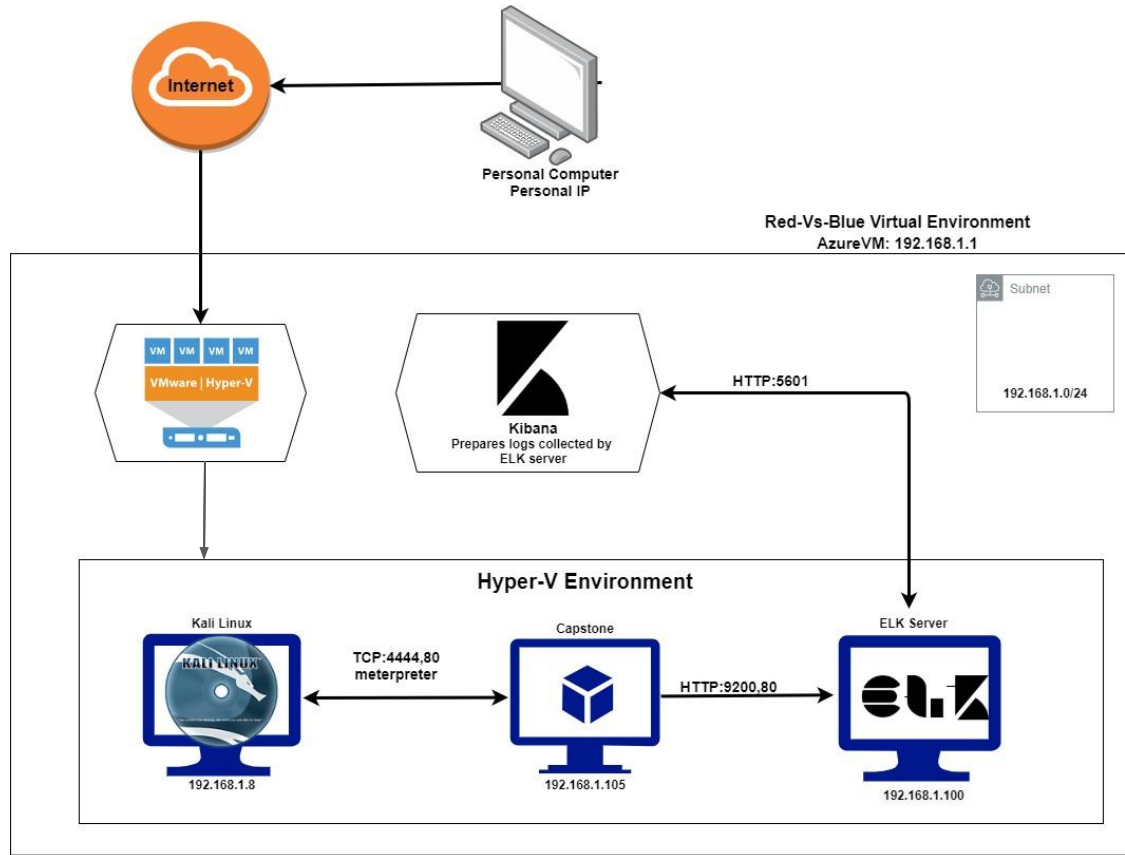 Internet
Personal Computer
Personal IP
Red-Vs-Blue Virtual Environment
AzureVM: 192.168.1.1
Subnet
192.168.1.0/24
VM VM VM VM
VMware | Hyper-V
Kibana
Prepares logs collected by
ELK server
HTTP:5601
Hyper-V Environment
Kali Linux
KALI LINUX
192.168.1.8
TCP:4444,80
meterpreter
Capstone
192.168.1.105
HTTP:9200,80
ELK Server
ELK
192.168.1.100